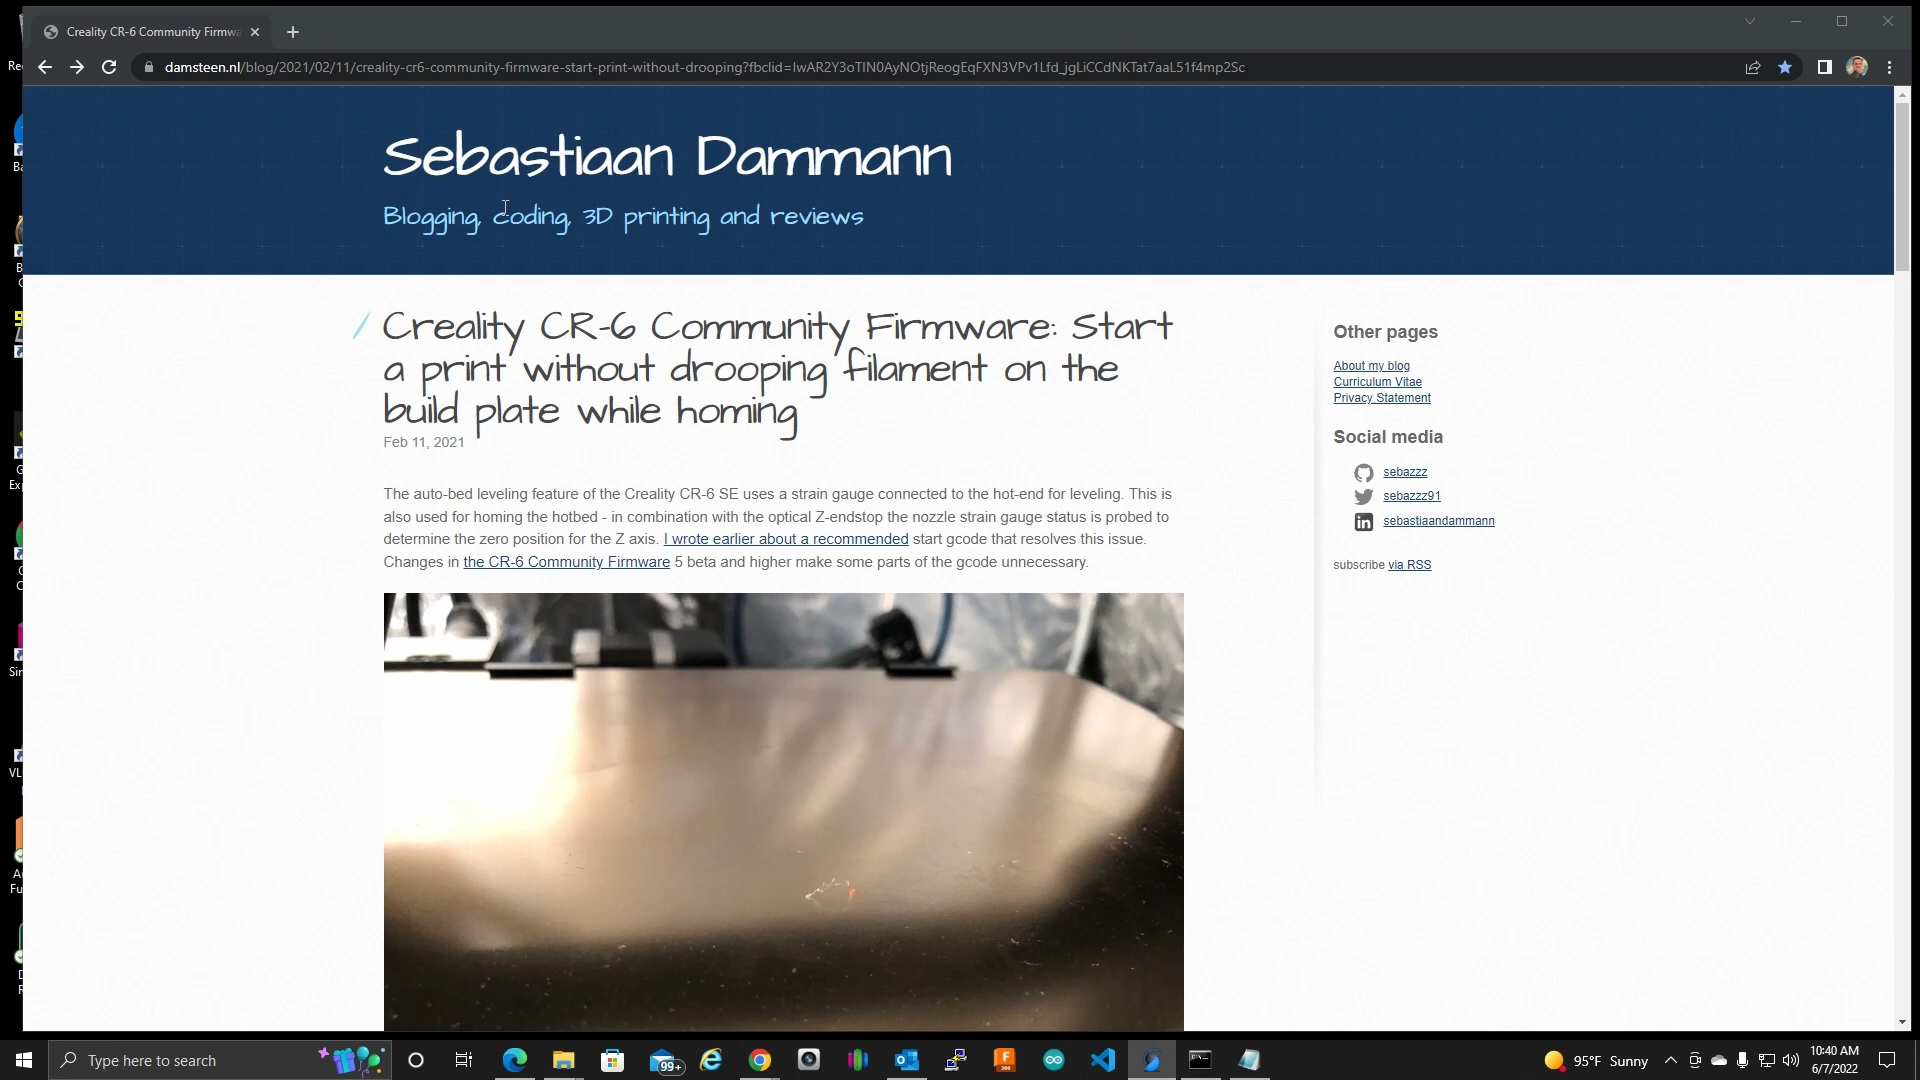 Creality CR-6 Community Firmwa
damsteen.nl/blog/2021/02/11/creality-cr6-community-firmware-start-print-without-drooping?fbclid=IwAR2Y3oTIN0AyNOtjReogEqFXN3VPv1Lfd_jgLiCCdNKTat7aaL51f4mp2Sc
Sebastiaan Dammann
Blogging, coding, 3D printing and reviews
Creality CR-6 Community Firmware: Start
a print without drooping filament on the
build plate while homing
Feb 11, 2021
The auto-bed leveling feature of the Creality CR-6 SE uses a strain gauge connected to the hot-end for leveling. This is
also used for homing the hotbed - in combination with the optical Z-endstop the nozzle strain gauge status is probed to
determine the zero position for the Z axis. I wrote earlier about a recommended start gcode that resolves this issue.
Changes in the CR-6 Community Firmware 5 beta and higher make some parts of the gcode unnecessary.
Other pages
About my blog
Curriculum Vitae
Privacy Statement
Social media
sebazzz
sebazzz91
sebastiaandammann
subscribe via RSS
Type here to search
99+
95°F Sunny
10:40 AM
6/7/2022